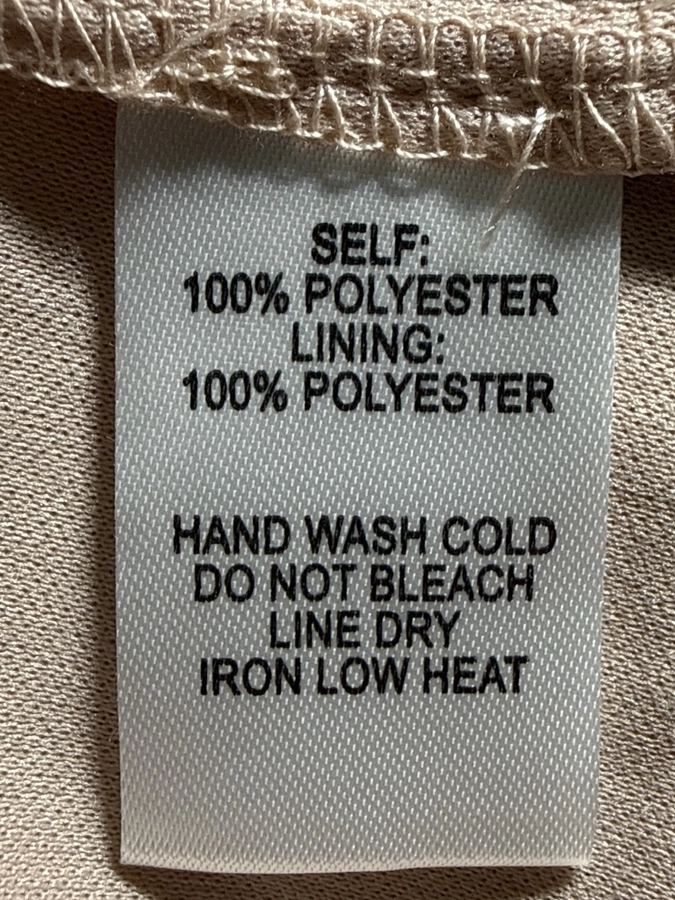 SELF:
100% POLYESTER
LINING:
100% POLYESTER
HAND WASH COLD
DO NOT BLEACH
LINE DRY
IRON LOW HEAT